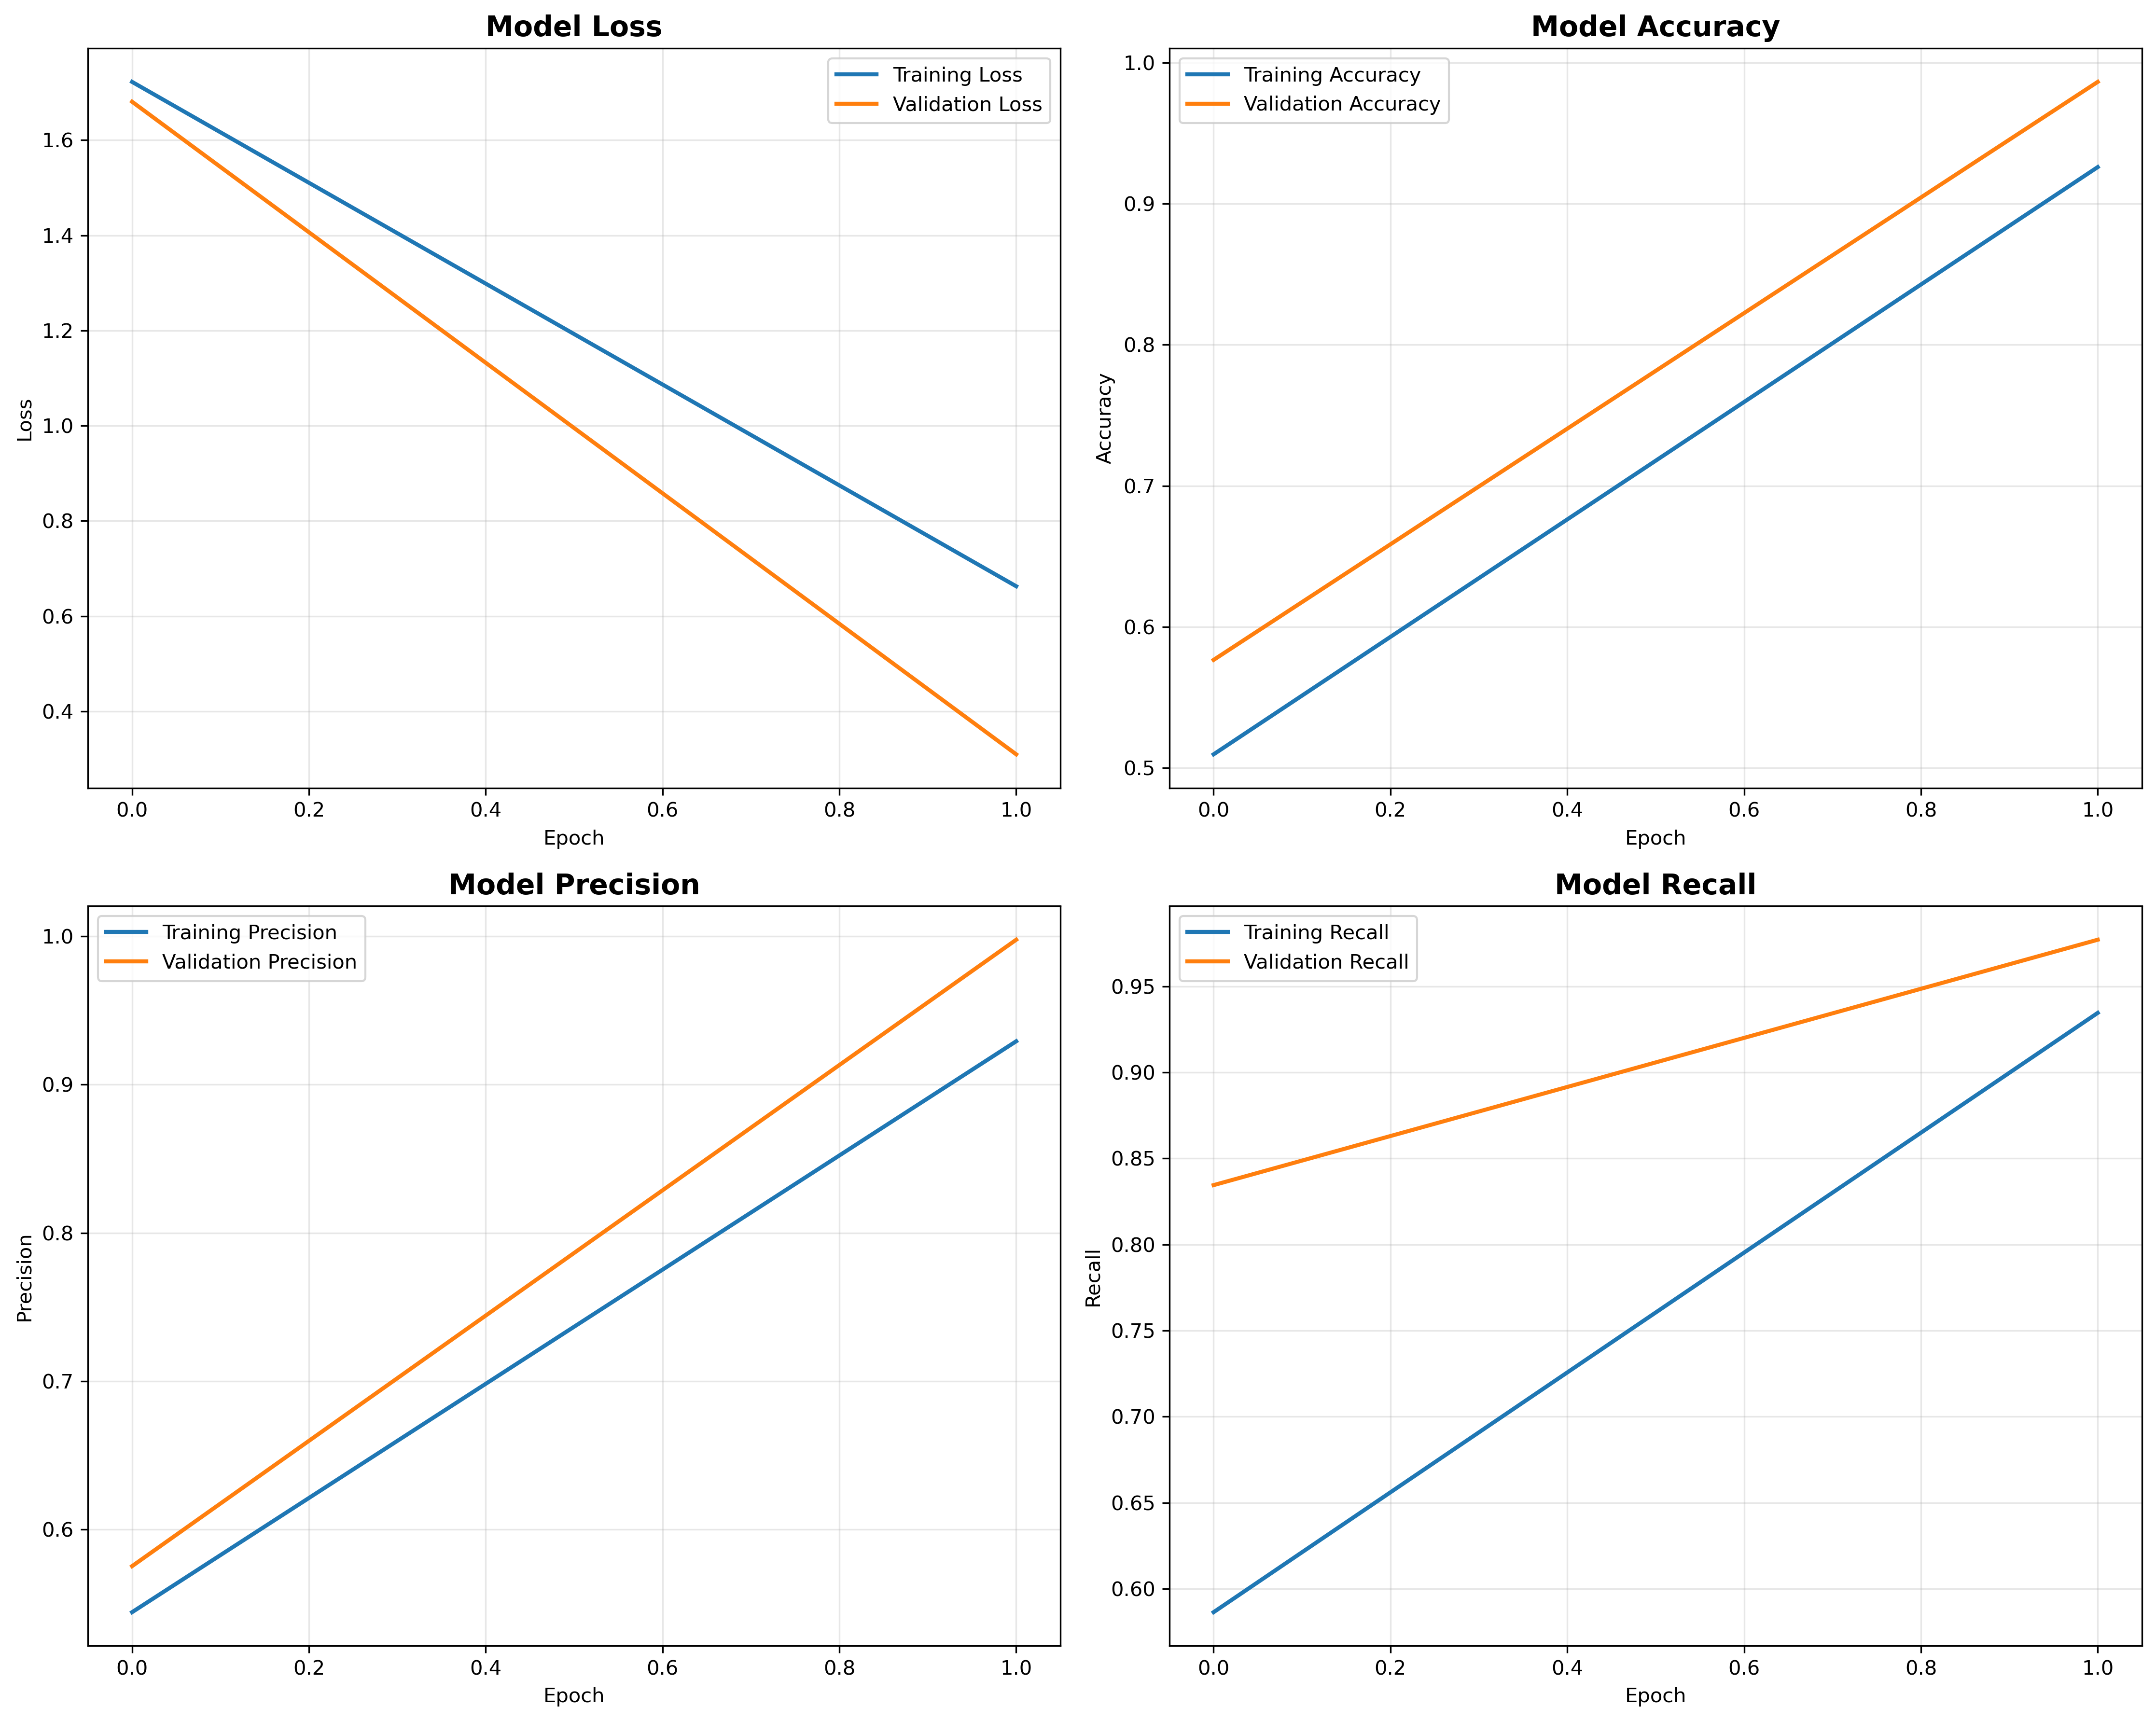 Model Loss
Training Loss
Validation Loss
1.6
1.4
1.2
1.0
0.8
0.6
0.4
Loss
0.0 0.2 0.4 0.6 0.8 1.0
Epoch
Model Accuracy
Training Accuracy
Validation Accuracy
1.0
0.9
0.8
0.7
0.6
0.5
Accuracy
0.0 0.2 0.4 0.6 0.8 1.0
Epoch
Model Precision
Training Precision
Validation Precision
1.0
0.9
0.8
0.7
0.6
Precision
0.0 0.2 0.4 0.6 0.8 1.0
Epoch
Model Recall
Training Recall
Validation Recall
0.95
0.90
0.85
0.80
0.75
0.70
0.65
0.60
Recall
0.0 0.2 0.4 0.6 0.8 1.0
Epoch